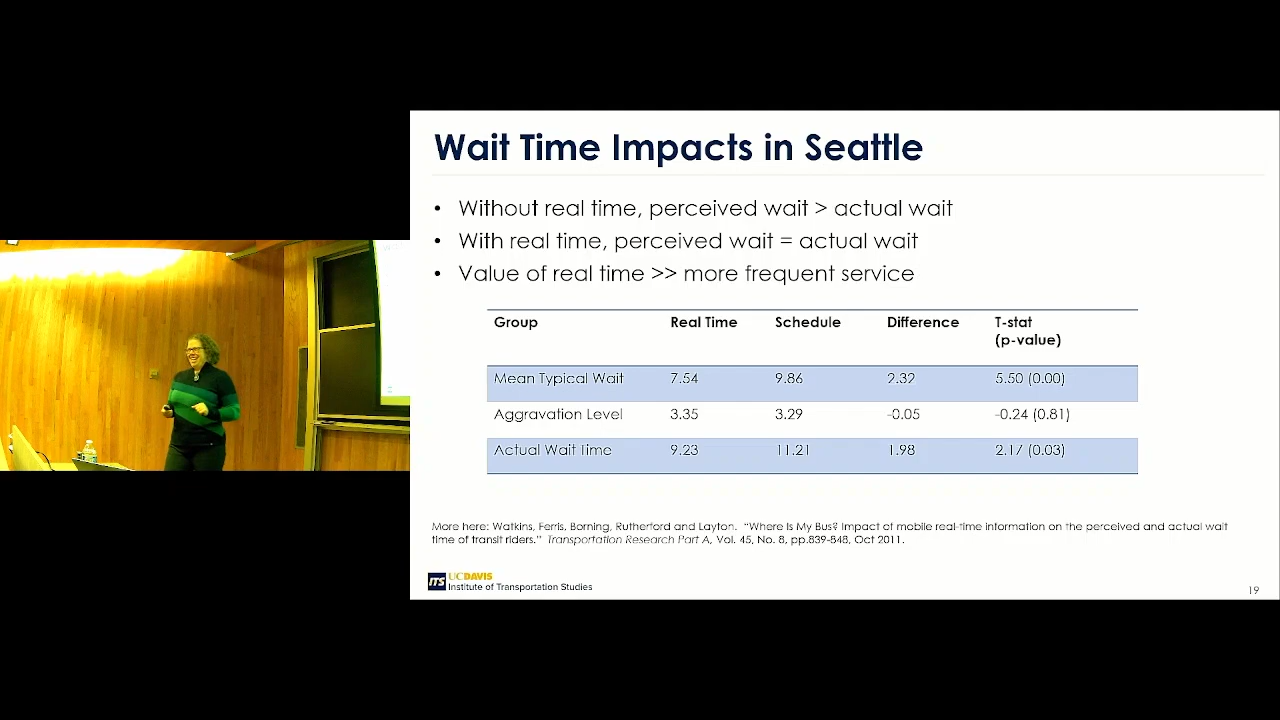 Wait Time Impacts in Seattle
• Without real time, perceived wait > actual wait
• With real time, perceived wait = actual wait
• Value of real time >> more frequent service
Group Real Time Schedule Difference T-stat (p-value)
Mean Typical Wait 7.54 9.86 2.32 5.50 (0.00)
Aggravation Level 3.35 3.29 -0.05 -0.24 (0.81)
Actual Wait Time 9.23 11.21 1.98 2.17 (0.03)
More here: Watkins, Ferris, Borning, Rutherford and Layton. "Where Is My Bus? Impact of mobile real-time information on the perceived and actual wait
time of transit riders." Transportation Research Part A, Vol. 45, No. 8, pp.839-848, Oct 2011.
ITS UCDAVIS
Institute of Transportation Studies
19